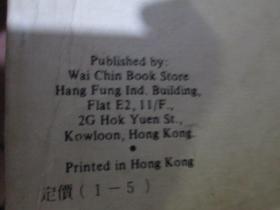 Published by:
Wai Chin Book Store
Hang Fung Ind. Building,
Flat E2, 11/F.,
2G Hok Yuen St.,
Kowloon, Hong Kong.
●
Printed in Hong Kong
定價(1-5)